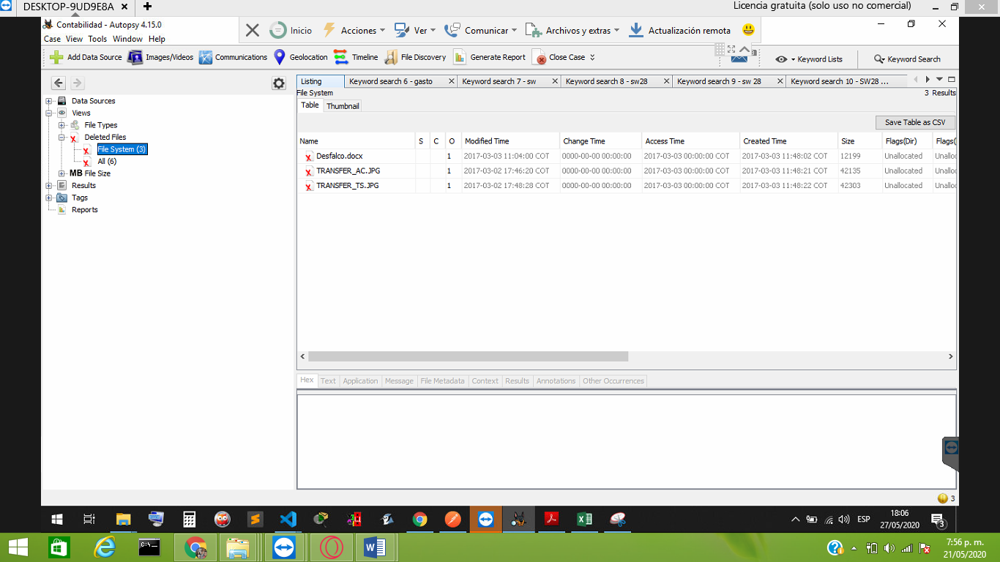 DESKTOP-9UD9E8A × + Licencia gratuita (solo uso no comercial)
Contabilidad - Autopsy 4.15.0
Case View Tools Window Help
Inicio Acciones Ver Comunicar Archivos y extras Actualización remota
Add Data Source Images/Videos Communications Geolocation Timeline File Discovery Generate Report Close Case Keyword Lists Keyword Search
Listing Keyword search 6 - gasto Keyword search 7 - sw Keyword search 8 - sw28 Keyword search 9 - sw 28 Keyword search 10 - SW28 ...
File System 3 Results
Table Thumbnail
Save Table as CSV
Data Sources
Views
File Types
Deleted Files
File System (3)
All (6)
MB File Size
Results
Tags
Reports
Name S C O Modified Time Change Time Access Time Created Time Size Flags(Dir) Flags(
Desfalco.docx 1 2017-03-03 11:04:00 COT 0000-00-00 00:00:00 2017-03-03 00:00:00 COT 2017-03-03 11:48:02 COT 12199 Unallocated Unalloc
TRANSFER_AC.JPG 1 2017-03-02 17:46:20 COT 0000-00-00 00:00:00 2017-03-03 00:00:00 COT 2017-03-03 11:48:21 COT 42135 Unallocated Unalloc
TRANSFER_TS.JPG 1 2017-03-02 17:48:28 COT 0000-00-00 00:00:00 2017-03-03 00:00:00 COT 2017-03-03 11:48:22 COT 42303 Unallocated Unalloc
Hex Text Application Message File Metadata Context Results Annotations Other Occurrences
3
ESP 18:06
27/05/2020 3
C:\_
7:56 p. m.
21/05/2020